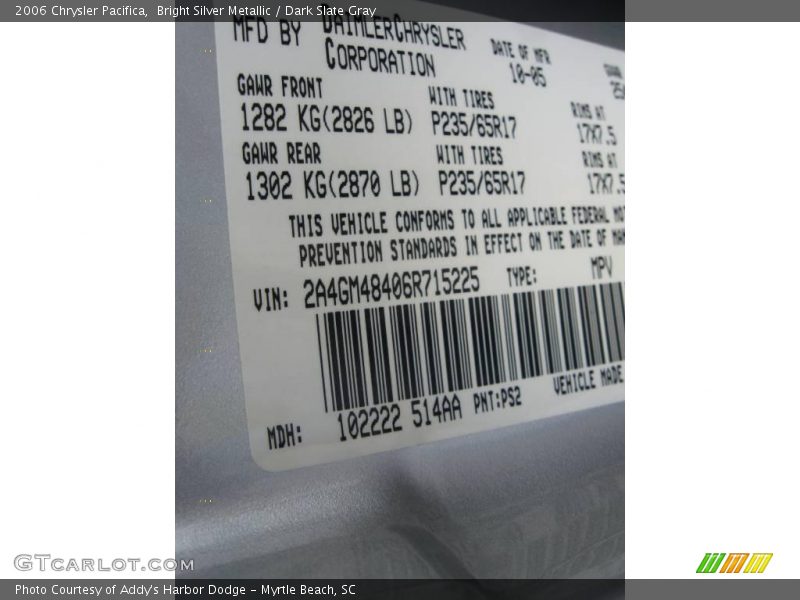 2006 Chrysler Pacifica, Bright Silver Metallic / Dark Slate Gray
MFD BY DAIMLERCHRYSLER CORPORATION
DATE OF MFR
10-05
GAWR FRONT
WITH TIRES
RIMS AT
1282 KG(2826 LB) P235/65R17 17X7.5
GAWR REAR
WITH TIRES
RIMS AT
1302 KG(2870 LB) P235/65R17 17X7.5
THIS VEHICLE CONFORMS TO ALL APPLICABLE FEDERAL
PREVENTION STANDARDS IN EFFECT ON THE DATE OF
VIN: 2A4GM48406R715225 TYPE: MPV
MDH: 102222 514AA PNT:PS2 VEHICLE MADE
GTCARLOT.COM
Photo Courtesy of Addy's Harbor Dodge - Myrtle Beach, SC